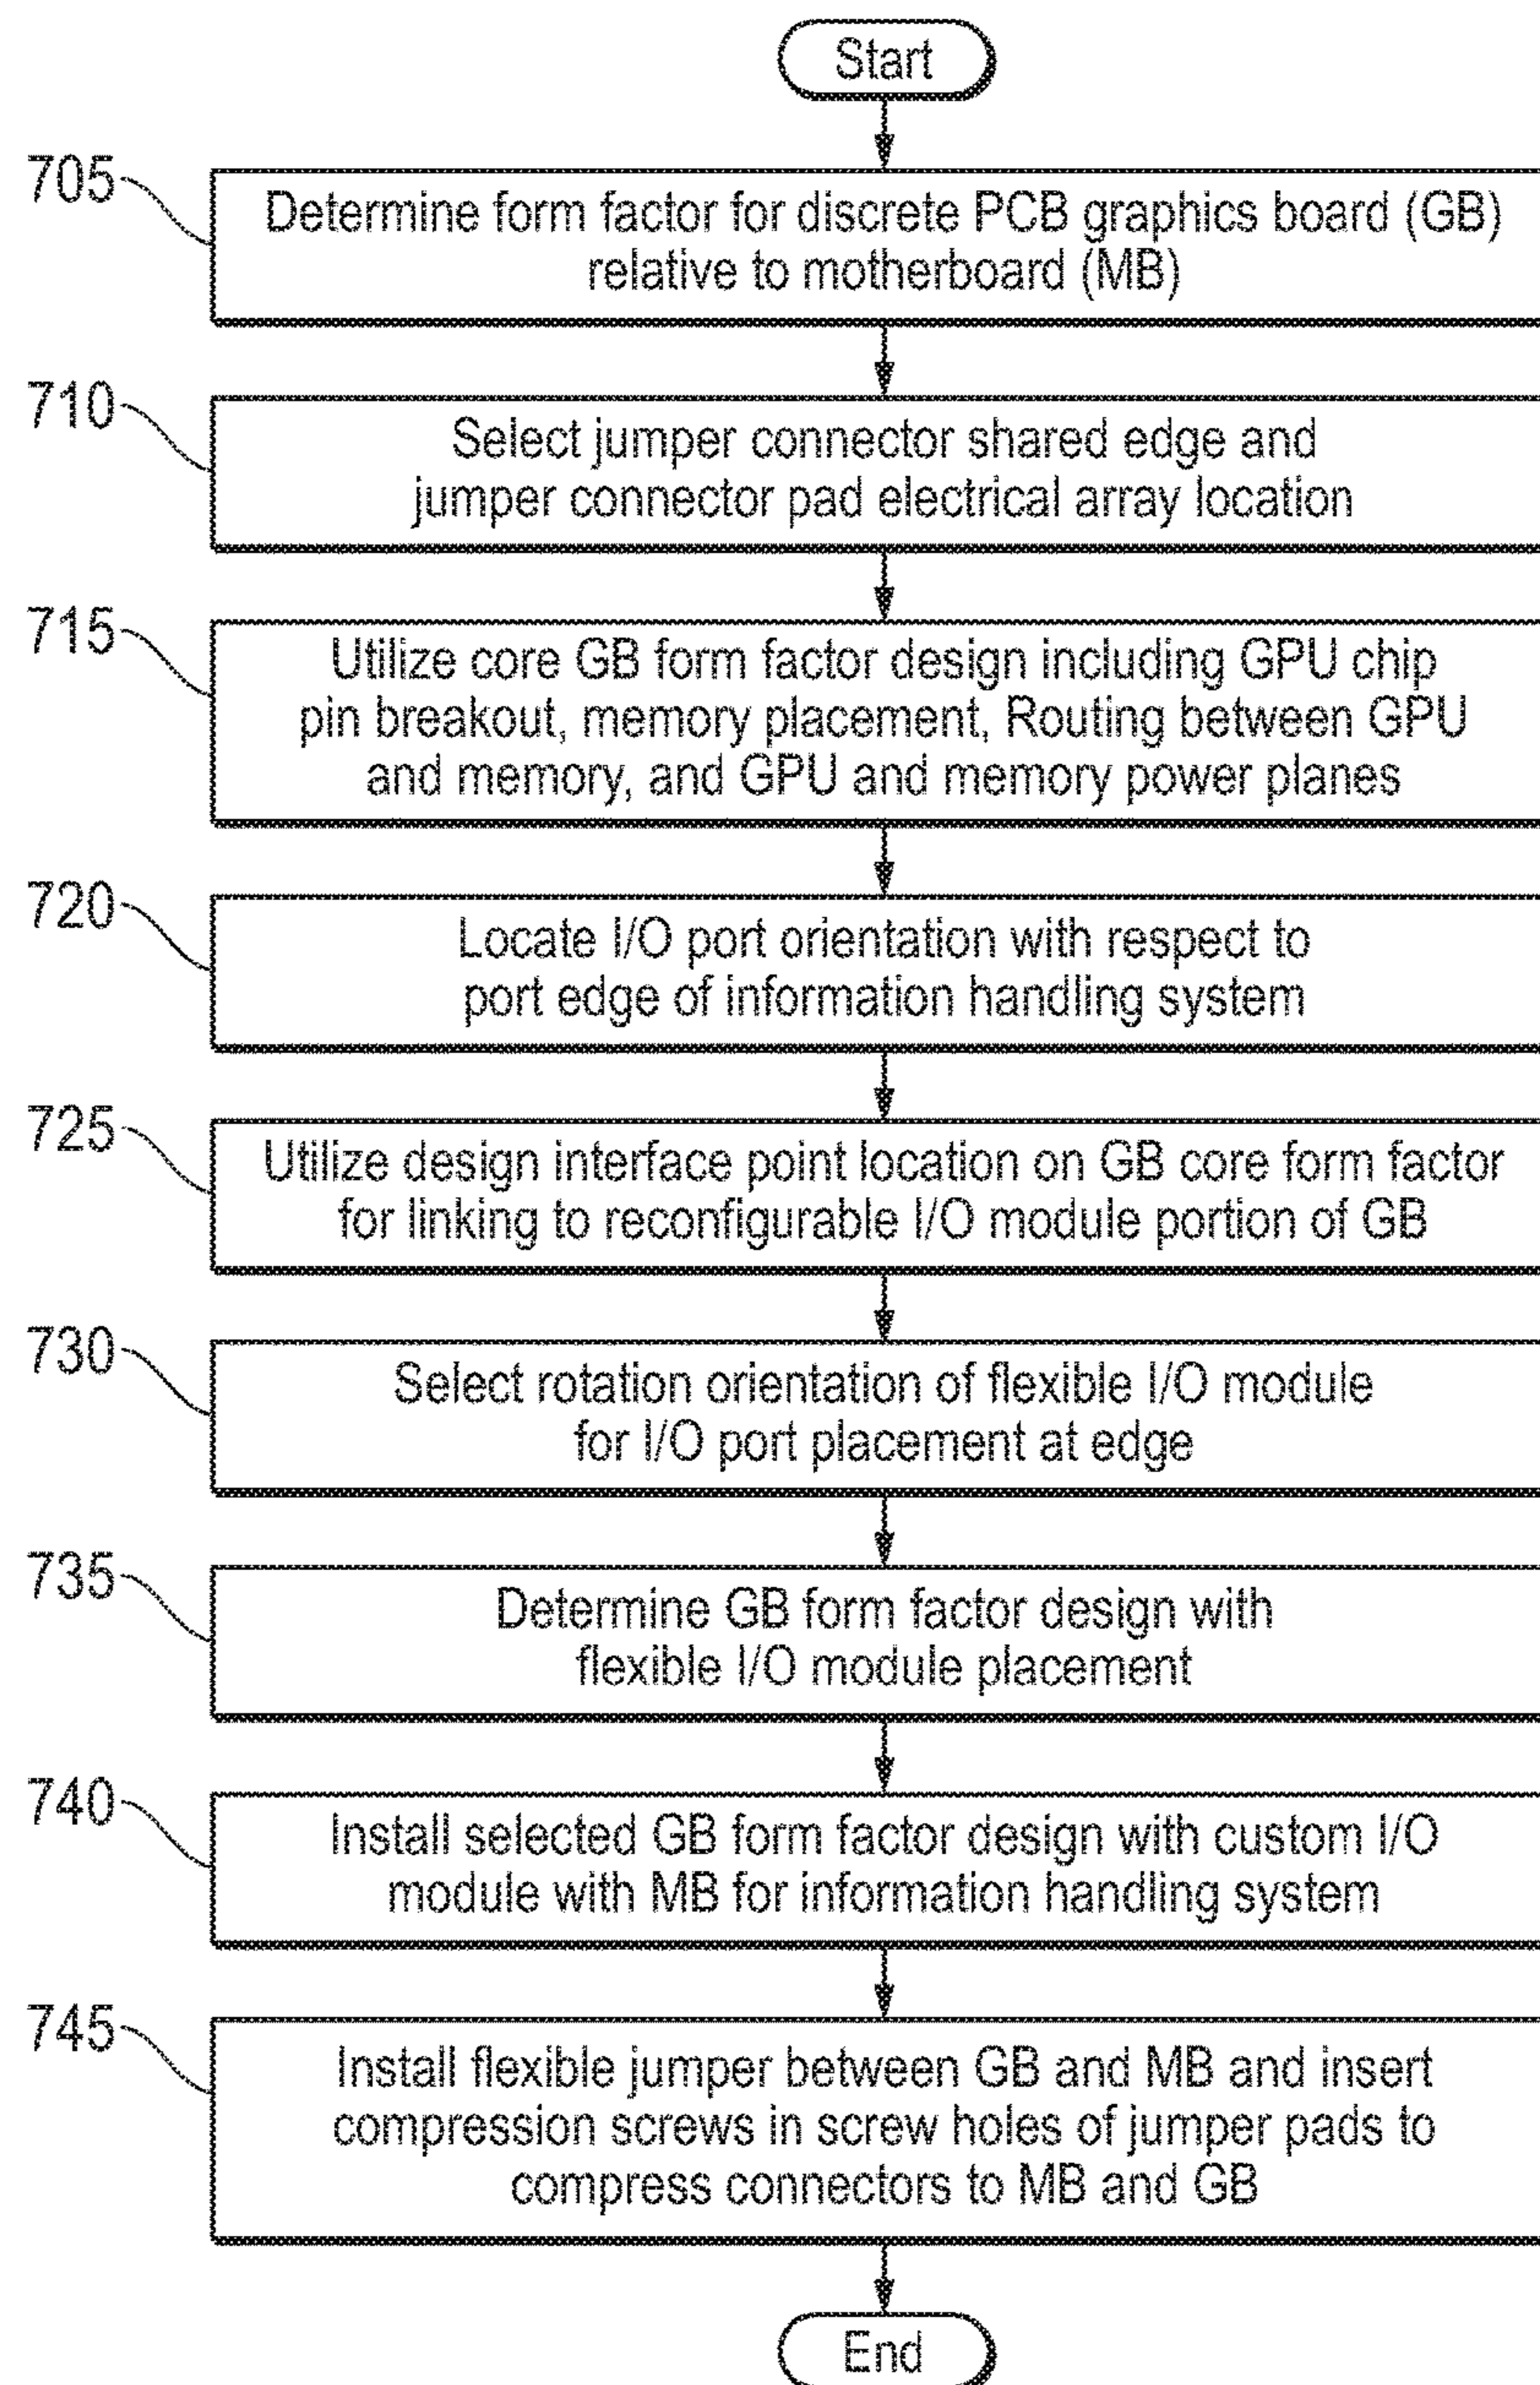 Start
705
Determine form factor for discrete PCB graphics board (GB)
relative to motherboard (MB)
710
Select jumper connector shared edge and
jumper connector pad electrical array location
715
Utilize core GB form factor design including GPU chip
pin breakout, memory placement, Routing between GPU
and memory, and GPU and memory power planes
720
Locate I/O port orientation with respect to
port edge of information handling system
725
Utilize design interface point location on GB core form factor
for linking to reconfigurable I/O module portion of GB
730
Select rotation orientation of flexible I/O module
for I/O port placement at edge
735
Determine GB form factor design with
flexible I/O module placement
740
Install selected GB form factor design with custom I/O
module with MB for information handling system
745
Install flexible jumper between GB and MB and insert
compression screws in screw holes of jumper pads to
compress connectors to MB and GB
End